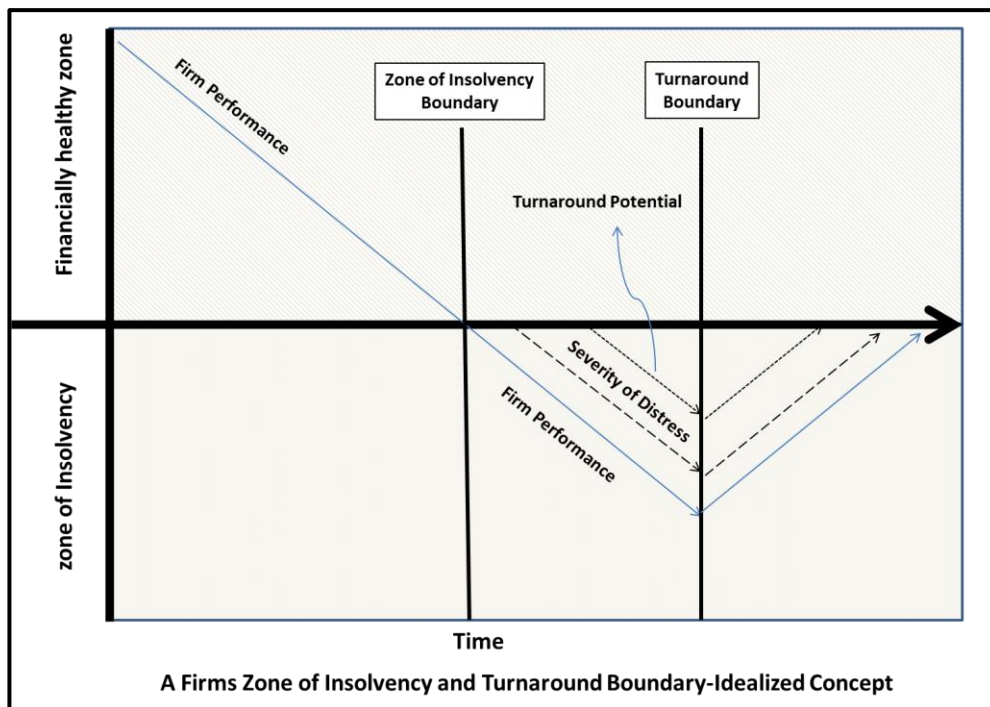 Financially healthy zone
Firm Performance
Zone of Insolvency
Boundary
Turnaround
Boundary
Turnaround Potential
zone of Insolvency
Severity of Distress
Firm Performance
Time
A Firms Zone of Insolvency and Turnaround Boundary-Idealized Concept